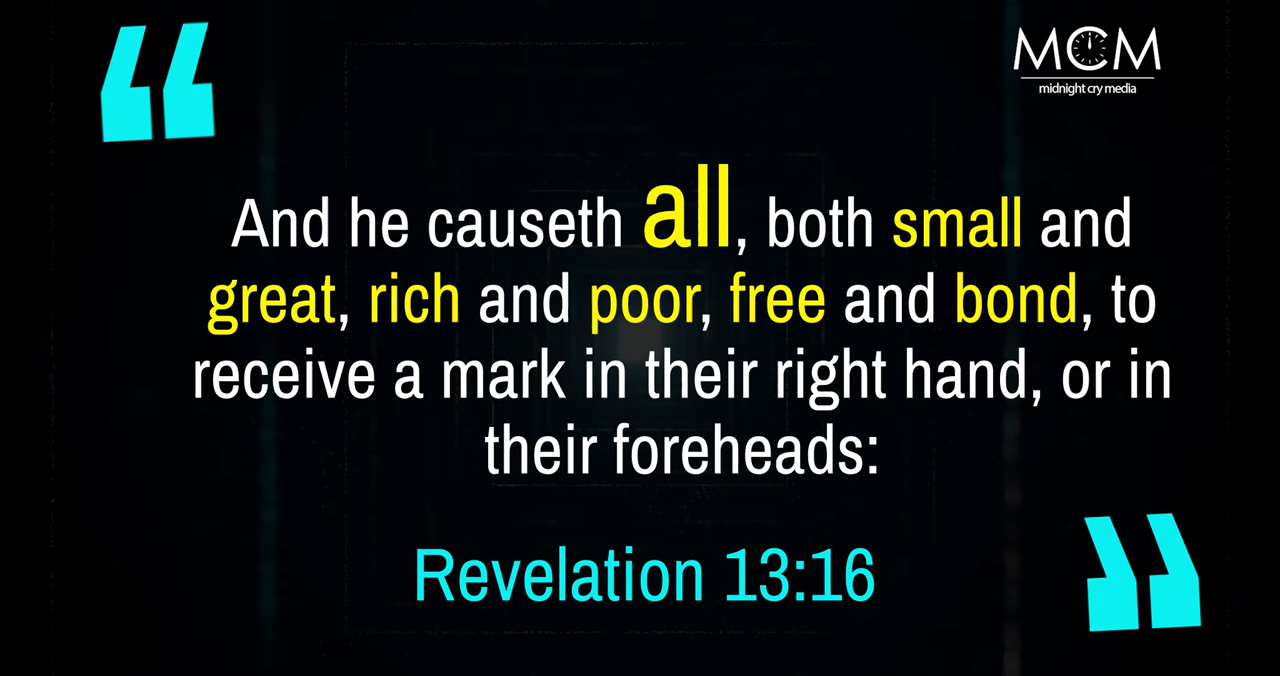 MCM
midnight cry media
“
And he causeth all, both small and
great, rich and poor, free and bond, to
receive a mark in their right hand, or in
their foreheads:
Revelation 13:16
”